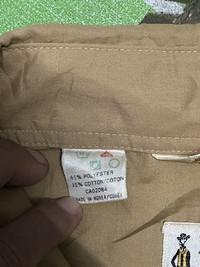 65% POLYESTER
35% COTTON/COTON
CA02084
MADE IN KOREA/COREE